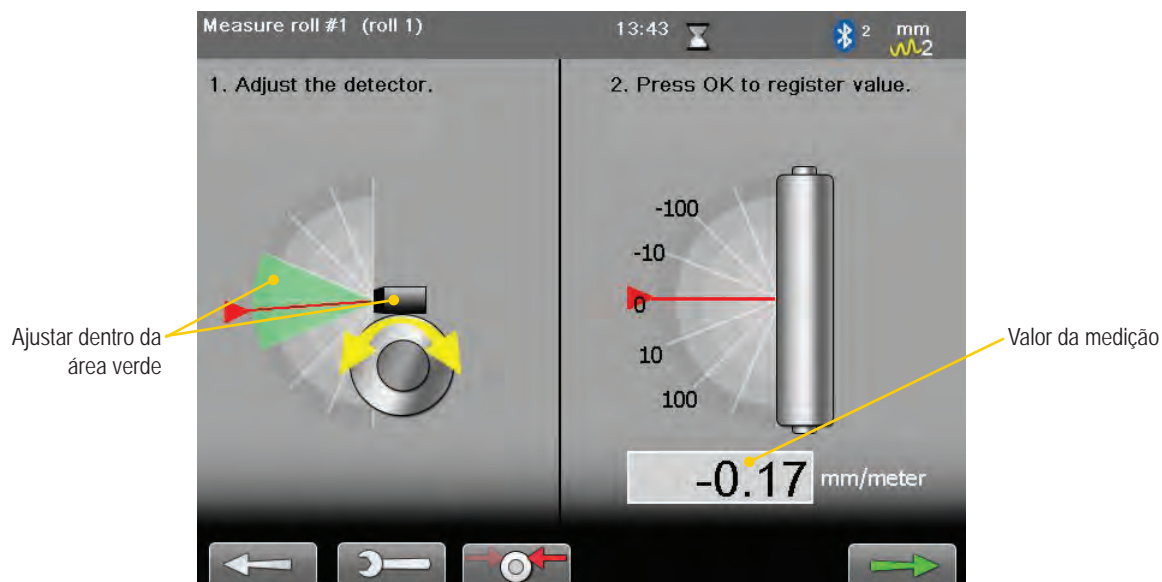 Measure roll #1 (roll 1)
13:43
2
mm
2
1. Adjust the detector.
2. Press OK to register value.
-100
-10
0
10
100
Ajustar dentro da
área verde
Valor da medição
-0.17 mm/meter